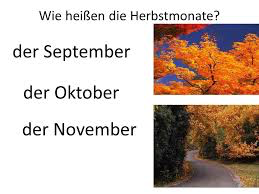 Wie heißen die Herbstmonate?
der September
der Oktober
der November